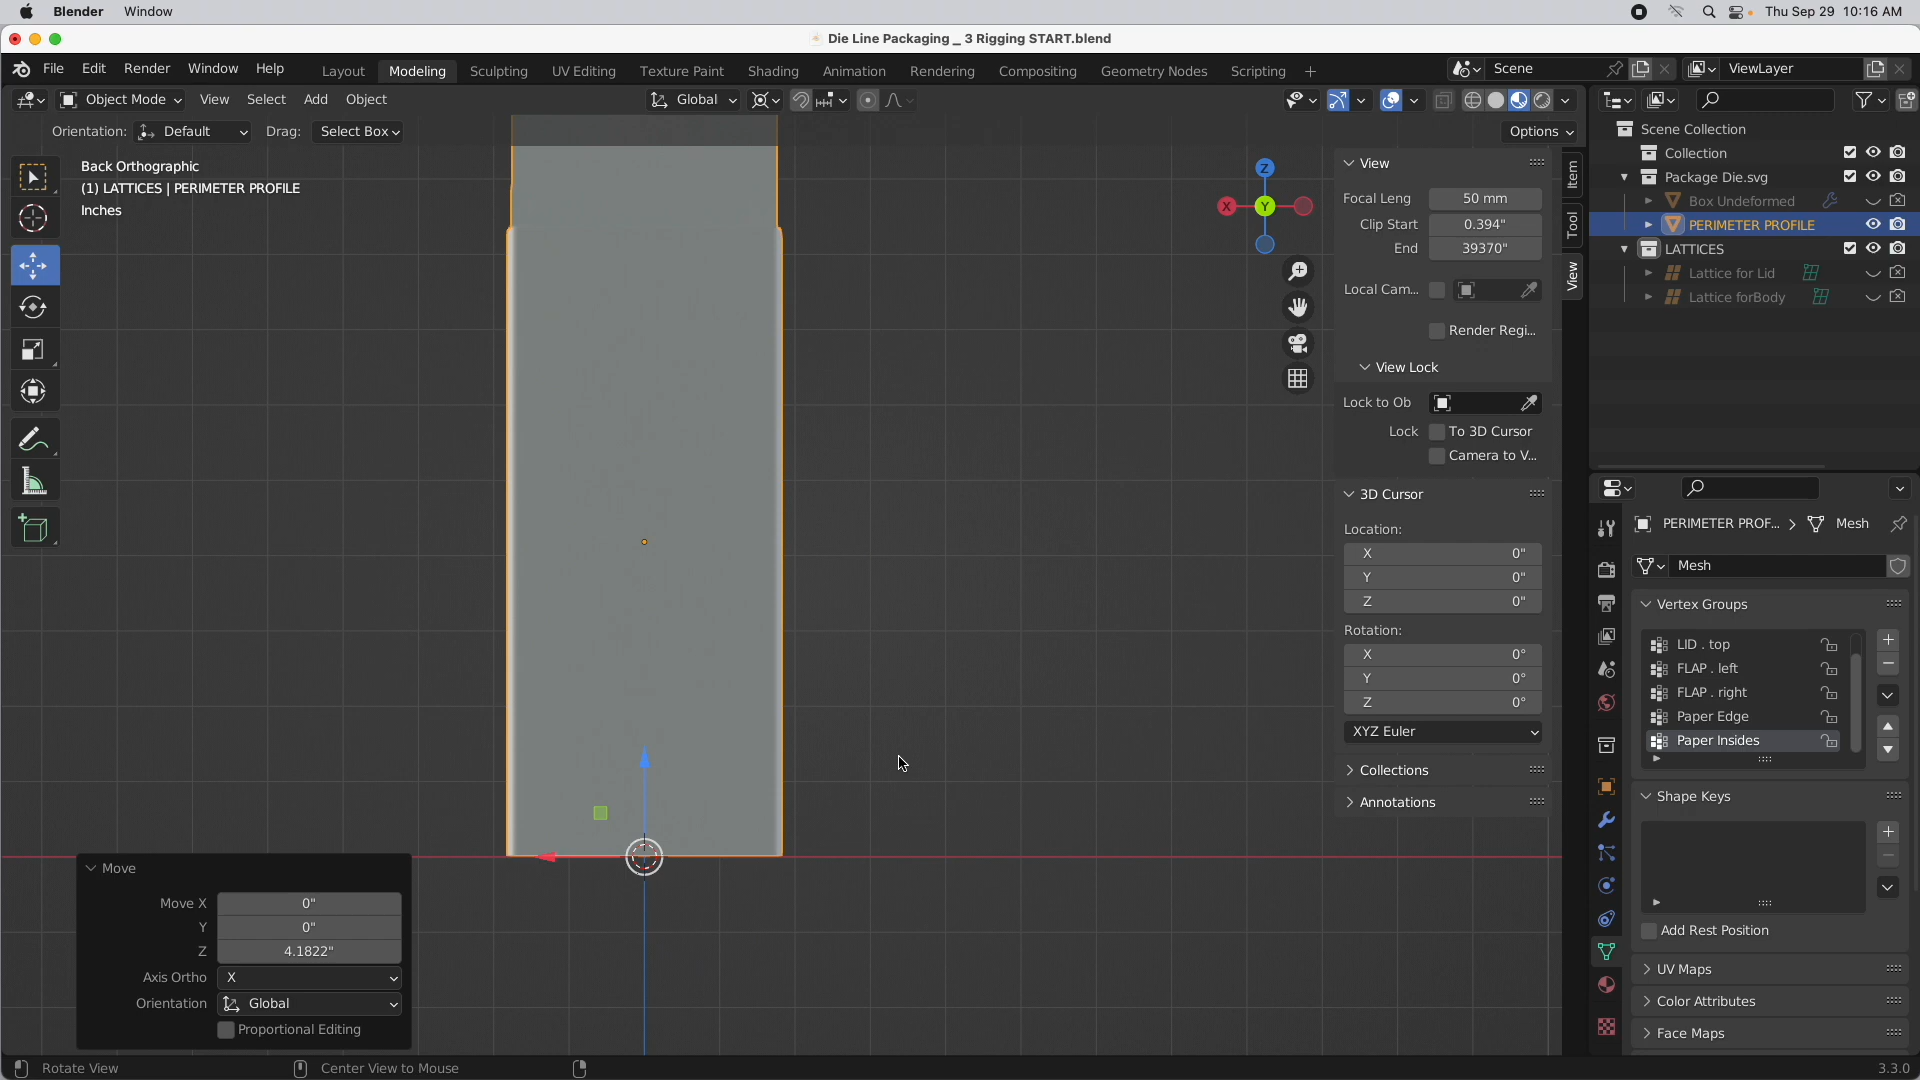 Blender Window Thu Sep 29 10:16 AM
Die Line Packaging _ 3 Rigging START.blend
File Edit Render Window Help Layout Modeling Sculpting UV Editing Texture Paint Shading Animation Rendering Compositing Geometry Nodes Scripting + Scene ViewLayer
Object Mode View Select Add Object Global
Orientation: Default Drag: Select Box Options
Back Orthographic
(1) LATTICES | PERIMETER PROFILE
Inches
Z
X Y
View
Focal Leng 50 mm
Clip Start 0.394"
End 39370"
Local Cam...
Render Regi...
View Lock
Lock to Ob
Lock To 3D Cursor
Camera to V...
3D Cursor
Location:
X 0"
Y 0"
Z 0"
Rotation:
X 0°
Y 0°
Z 0°
XYZ Euler
Collections
Annotations
Item
Tool
View
Scene Collection
Collection
Package Die.svg
Box Undeformed
PERIMETER PROFILE
LATTICES
Lattice for Lid
Lattice forBody
PERIMETER PROF... > Mesh
Mesh
Vertex Groups
LID . top
FLAP . left
FLAP . right
Paper Edge
Paper Insides
Shape Keys
Add Rest Position
UV Maps
Color Attributes
Face Maps
Move
Move X 0"
Y 0"
Z 4.1822"
Axis Ortho X
Orientation Global
Proportional Editing
Rotate View Center View to Mouse 3.3.0